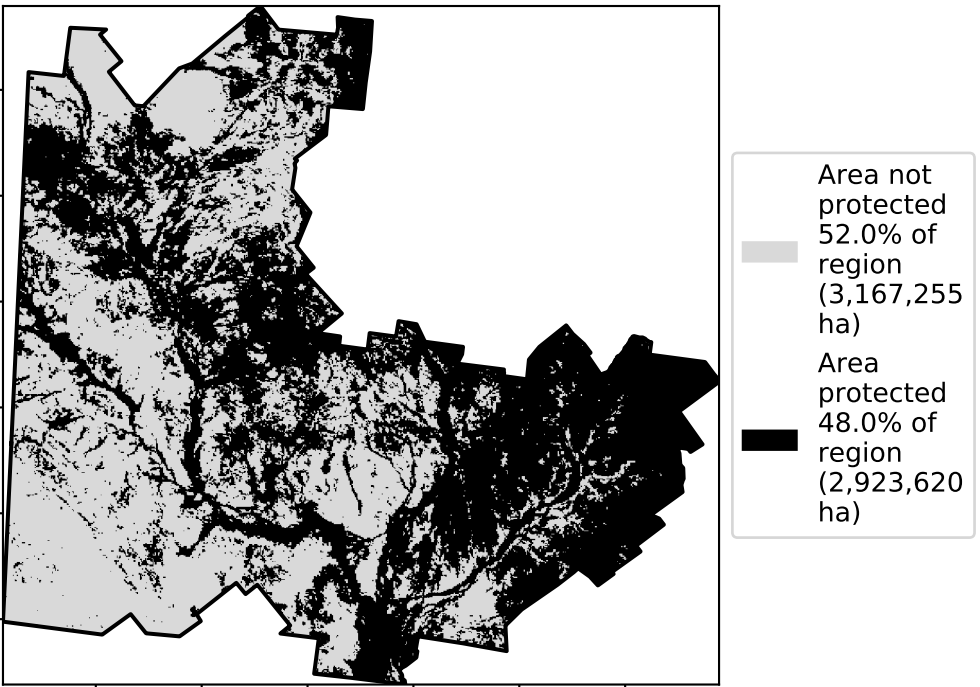 Area not
protected
52.0% of
region
(3,167,255
ha)
Area
protected
48.0% of
region
(2,923,620
ha)